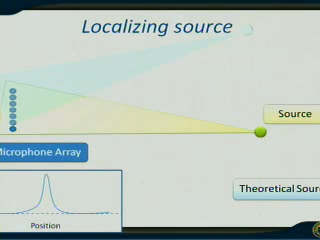 Localizing source
Source
Microphone Array
Theoretical Sour
Position